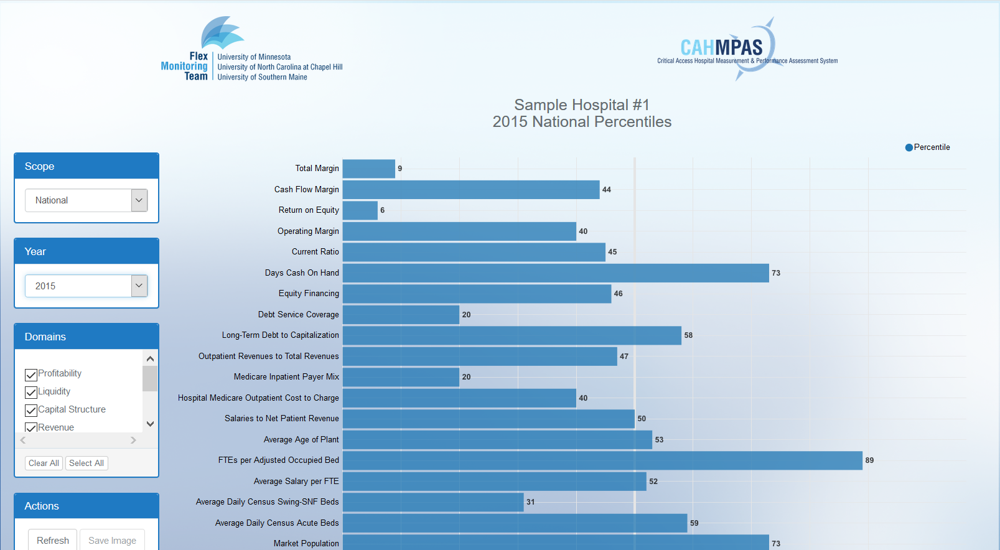 Flex
Monitoring
Team
University of Minnesota
University of North Carolina at Chapel Hill
University of Southern Maine
CAHMPAS
Critical Access Hospital Measurement & Performance Assessment System
Sample Hospital #1
2015 National Percentiles
Percentile
Scope
National
Year
2015
Domains
Profitability
Liquidity
Capital Structure
Revenue
Clear All
Select All
Actions
Refresh
Save Image
Total Margin 9
Cash Flow Margin 44
Return on Equity 6
Operating Margin 40
Current Ratio 45
Days Cash On Hand 73
Equity Financing 46
Debt Service Coverage 20
Long-Term Debt to Capitalization 58
Outpatient Revenues to Total Revenues 47
Medicare Inpatient Payer Mix 20
Hospital Medicare Outpatient Cost to Charge 40
Salaries to Net Patient Revenue 50
Average Age of Plant 53
FTEs per Adjusted Occupied Bed 89
Average Salary per FTE 52
Average Daily Census Swing-SNF Beds 31
Average Daily Census Acute Beds 59
Market Population 73